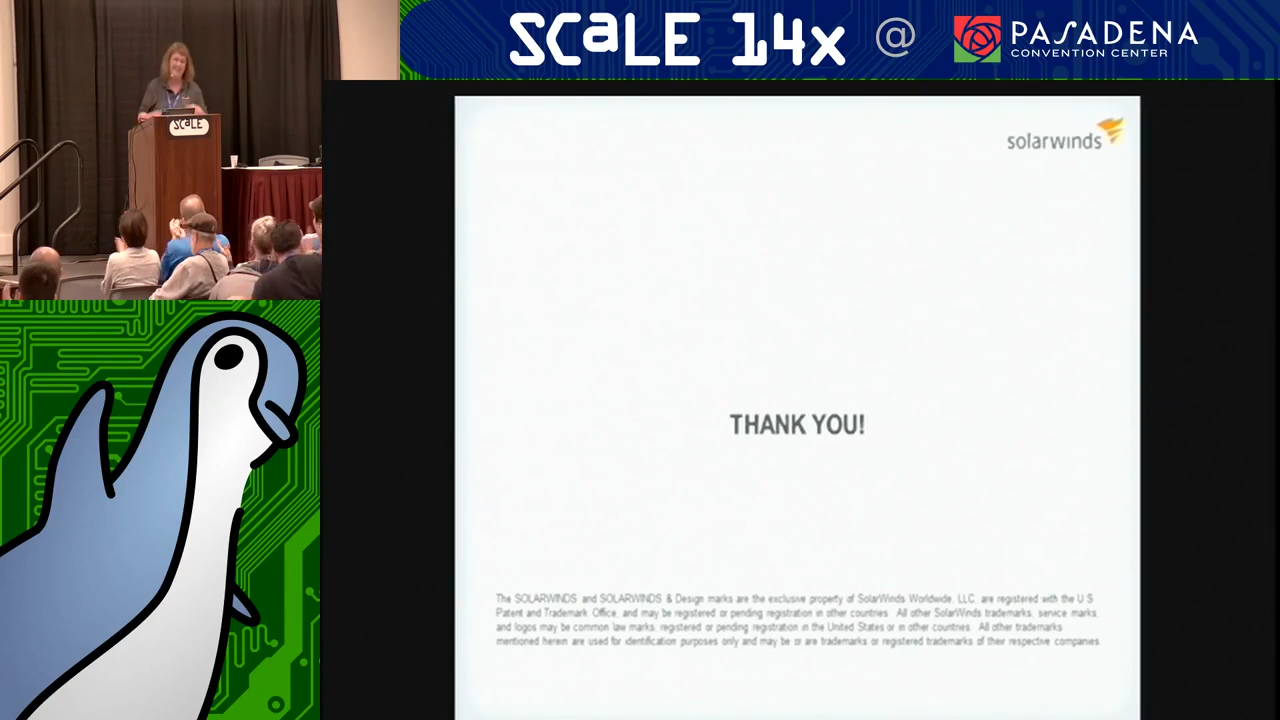 SCaLE 14x @ PASADENA
CONVENTION CENTER
SCaLE
solarwinds
THANK YOU!
The SOLARWINDS and SOLARWINDS & Design marks are the exclusive property of SolarWinds Worldwide, LLC, are registered with the U.S.
Patent and Trademark Office, and may be registered or pending registration in other countries. All other SolarWinds trademarks, service marks,
and logos may be common law marks, registered or pending registration in the United States or in other countries. All other trademarks
mentioned herein are used for identification purposes only and may be or are trademarks or registered trademarks of their respective companies.